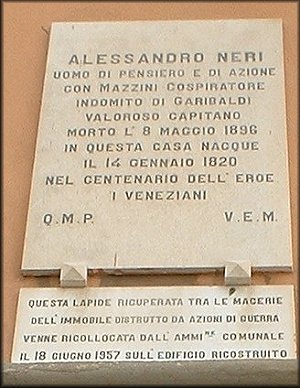 ALESSANDRO NERI
UOMO DI PENSIERO E DI AZIONE
CON MAZZINI COSPIRATORE
INDOMITO DI GARIBALDI
VALOROSO CAPITANO
MORTO L'8 MAGGIO 1896
IN QUESTA CASA NACQUE
IL 14 GENNAIO 1820
NEL CENTENARIO DELL'EROE
I VENEZIANI
Q.M.P. V.E.M.
QUESTA LAPIDE RICUPERATA TRA LE MACERIE
DELL'IMMOBILE DISTRUTTO DA AZIONI DI GUERRA
VENNE RICOLLOCATA DALL'AMMI.NE COMUNALE
IL 18 GIUGNO 1957 SULL'EDIFICIO RICOSTRUITO